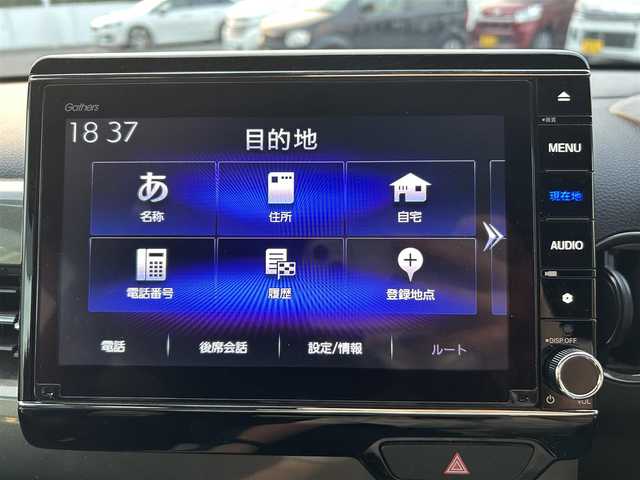 Gathers
18 37
目的地
名称
住所
自宅
電話番号
履歴
登録地点
電話
後席会話
設定/情報
ルート
MENU
現在地
AUDIO
DISP OFF
VOL